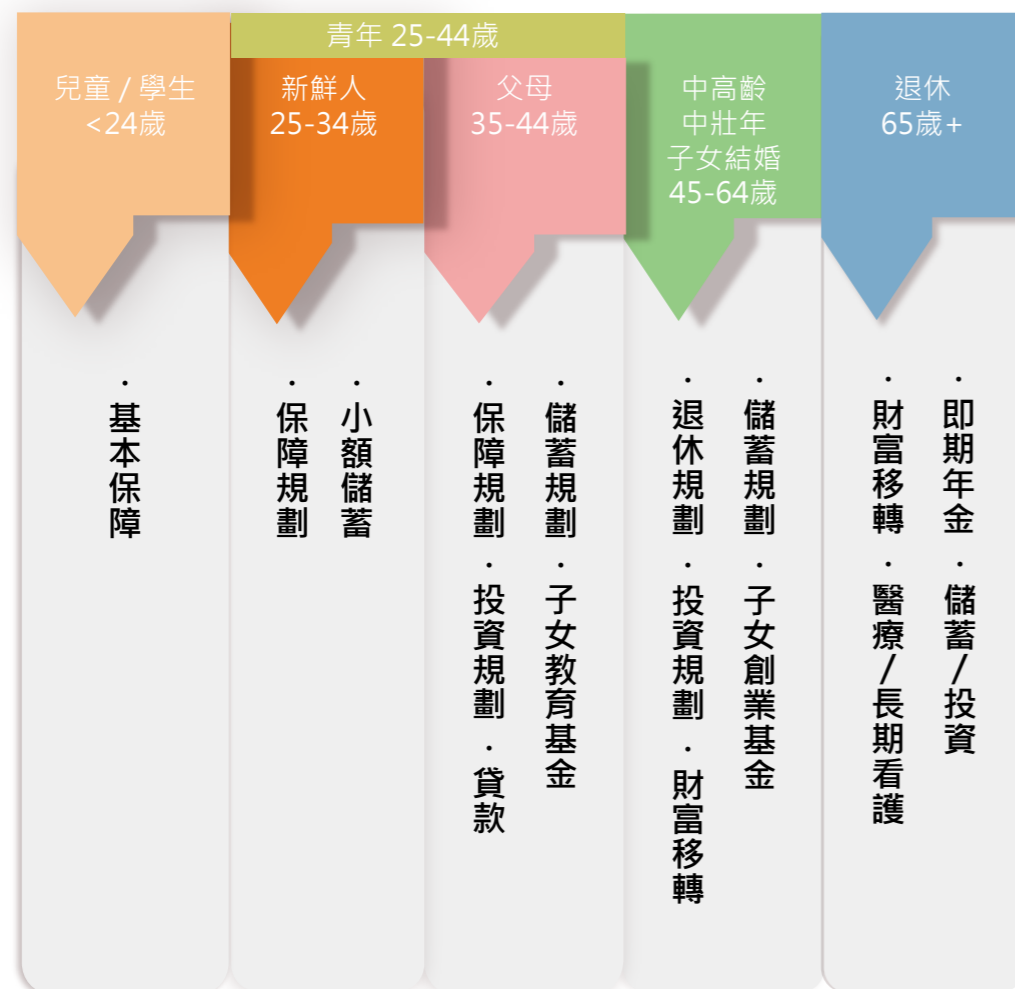 青年 25-44歲
兒童 / 學生
<24歲
新鮮人
25-34歲
父母
35-44歲
中高齡
中壯年
子女結婚
45-64歲
退休
65歲+
．基本保障
．小額儲蓄
．保障規劃
．儲蓄規劃．子女教育基金
．保障規劃．投資規劃．貸款
．儲蓄規劃．子女創業基金
．退休規劃．投資規劃．財富移轉
．即期年金．儲蓄/投資
．財富移轉．醫療/長期看護